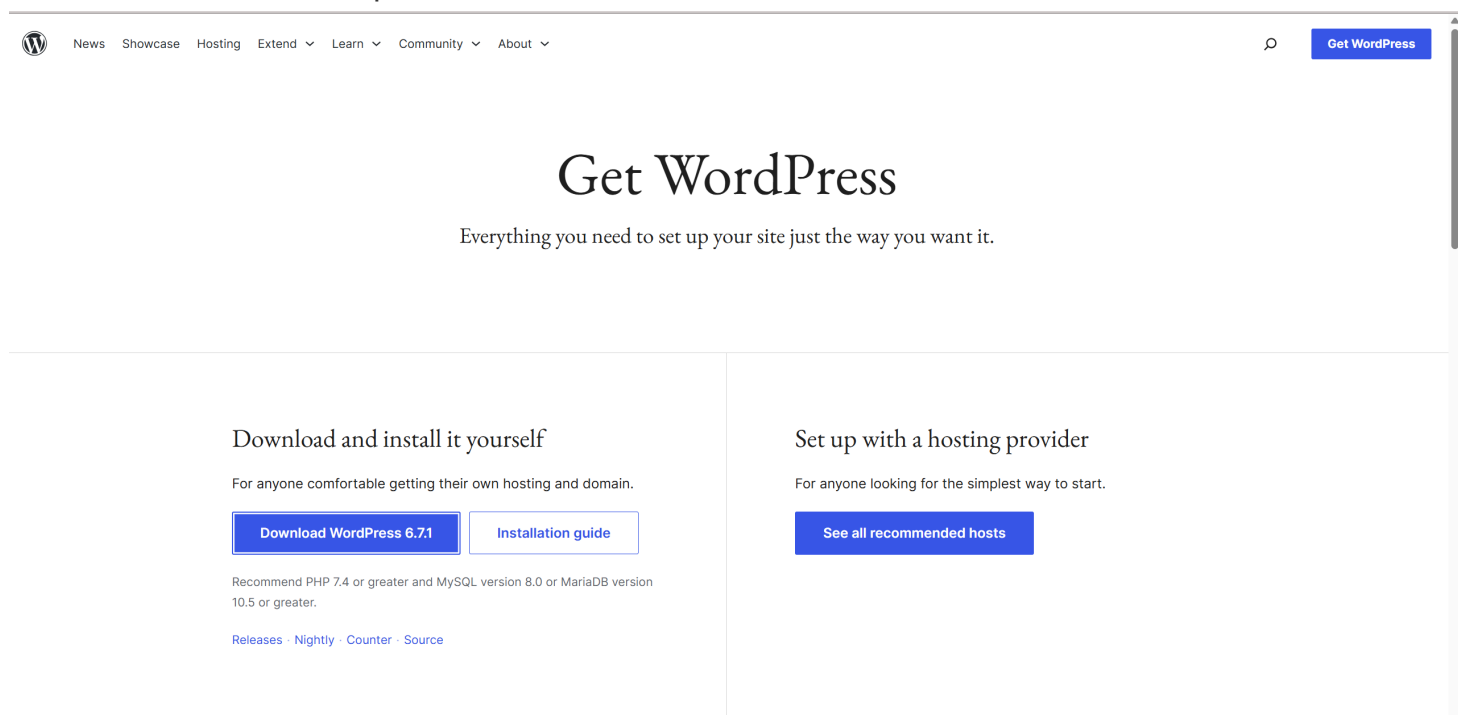 News Showcase Hosting Extend Learn Community About Get WordPress
Get WordPress
Everything you need to set up your site just the way you want it.
Download and install it yourself
For anyone comfortable getting their own hosting and domain.
Download WordPress 6.7.1 Installation guide
Recommend PHP 7.4 or greater and MySQL version 8.0 or MariaDB version
10.5 or greater.
Releases · Nightly · Counter · Source
Set up with a hosting provider
For anyone looking for the simplest way to start.
See all recommended hosts